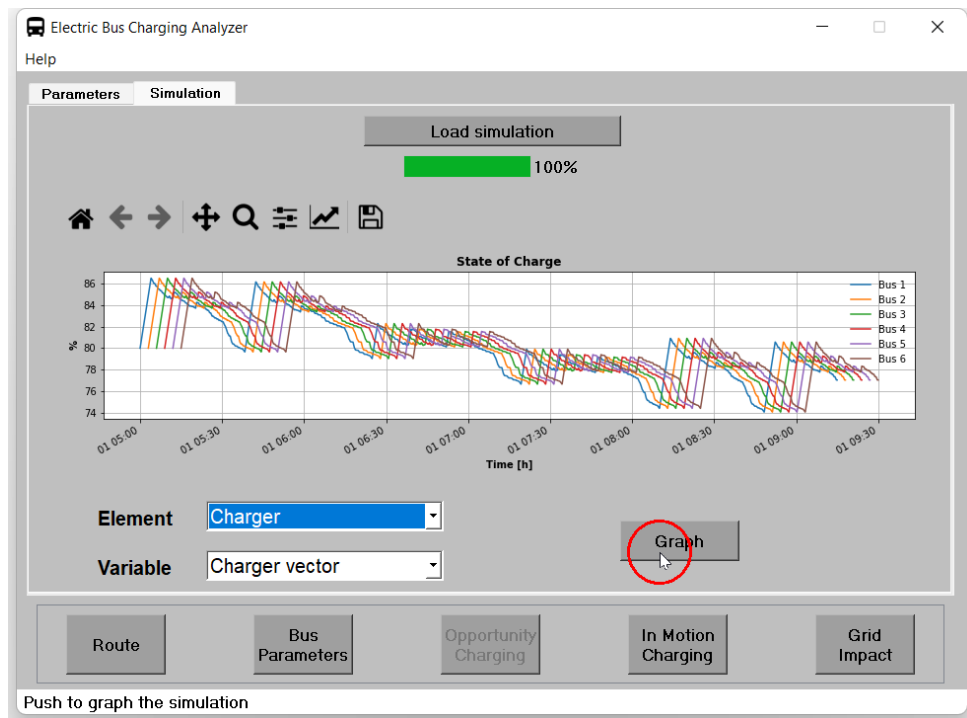 Electric Bus Charging Analyzer
Help
Parameters Simulation
Load simulation
100%
State of Charge
86
84
82
80
78
76
74
%
Bus 1
Bus 2
Bus 3
Bus 4
Bus 5
Bus 6
01 05:00 01 05:30 01 06:00 01 06:30 01 07:00 01 07:30 01 08:00 01 08:30 01 09:00 01 09:30
Time [h]
Element Charger
Graph
Variable Charger vector
Route
Bus
Parameters
Opportunity
Charging
In Motion
Charging
Grid
Impact
Push to graph the simulation